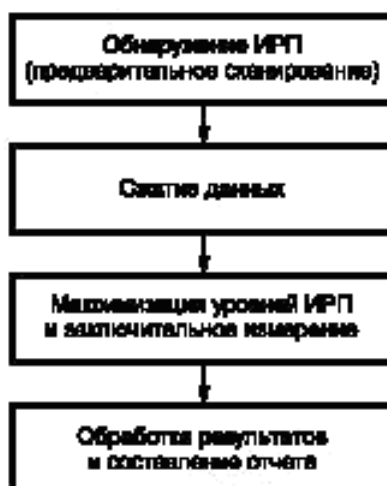 Обнаружение ИРП
(предварительное сканирование)
Сжатие данных
Максимизация уровней ИРП
и заключительное измерение
Обработка результатов
и составление отчета